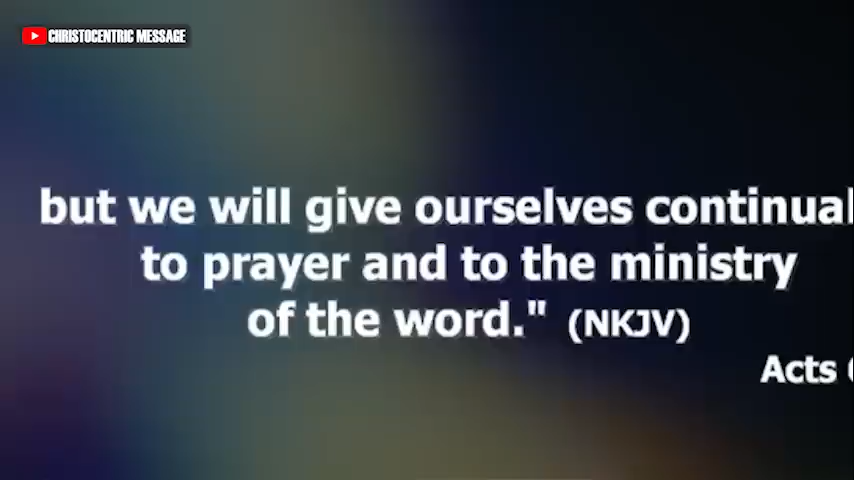 CHRISTOCENTRIC MESSAGE
but we will give ourselves continual
to prayer and to the ministry
of the word." (NKJV)
Acts